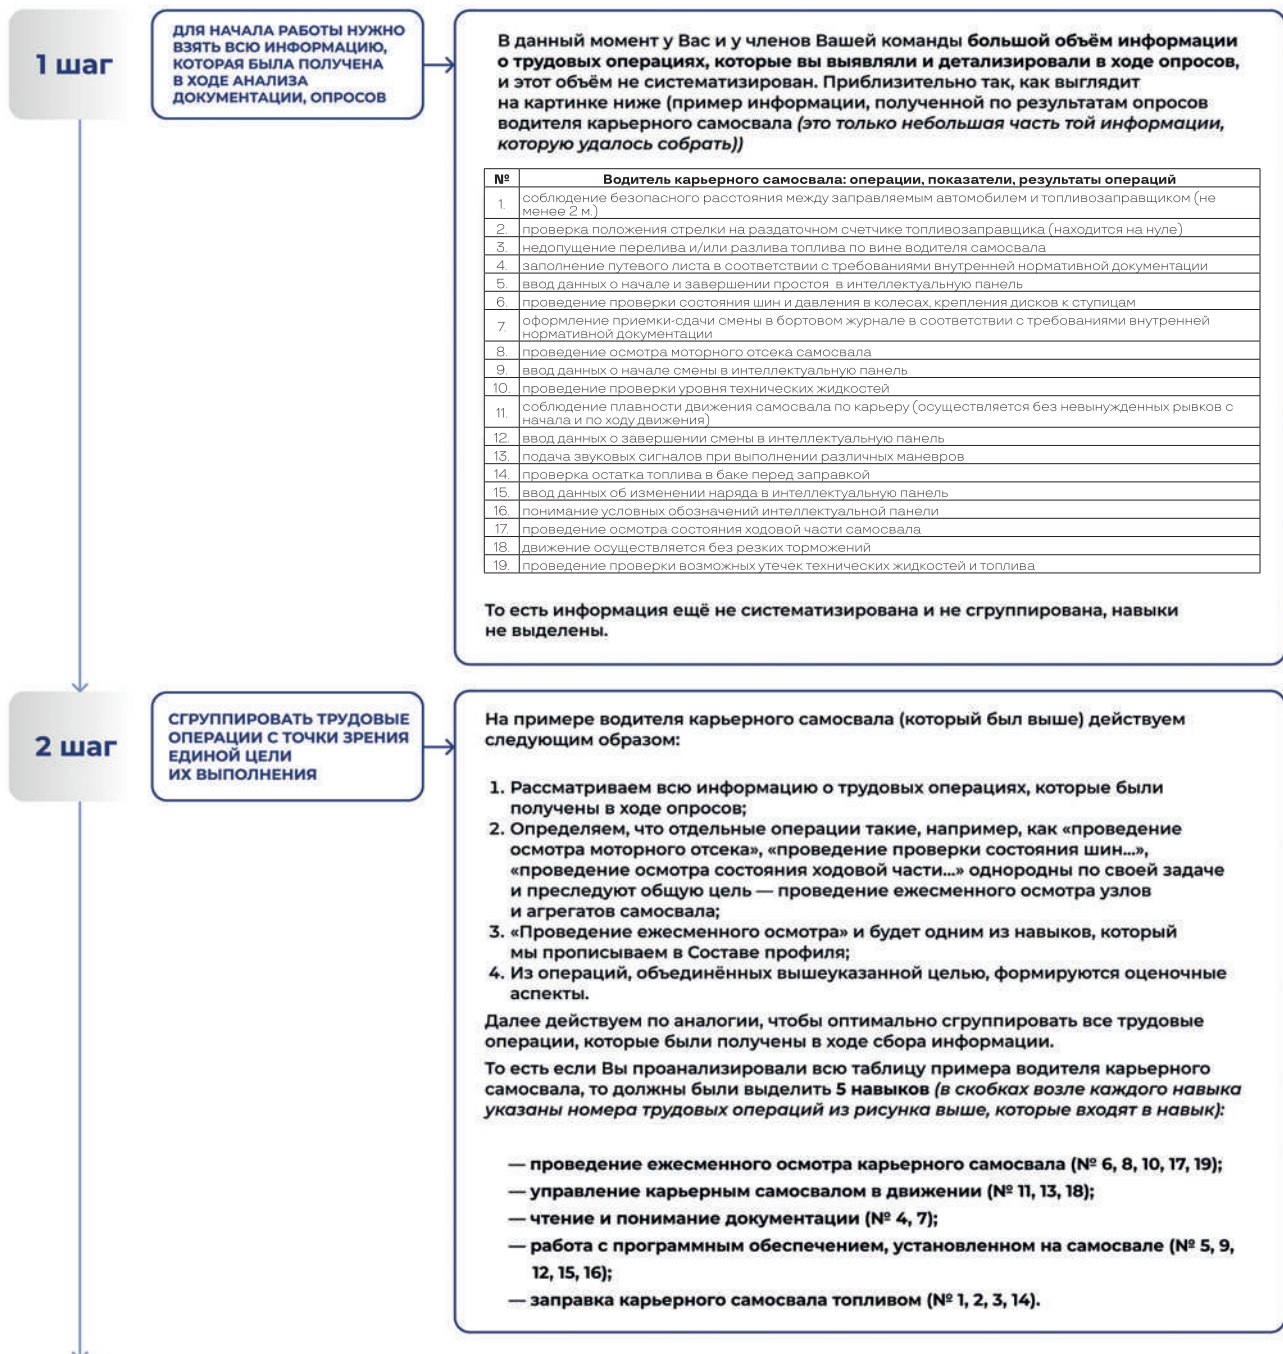 1 шаг
ДЛЯ НАЧАЛА РАБОТЫ НУЖНО
ВЗЯТЬ ВСЮ ИНФОРМАЦИЮ,
КОТОРАЯ БЫЛА ПОЛУЧЕНА
В ХОДЕ АНАЛИЗА
ДОКУМЕНТАЦИИ, ОПРОСОВ
В данный момент у Вас и у членов Вашей команды большой объём информации
о трудовых операциях, которые вы выявляли и детализировали в ходе опросов,
и этот объём не систематизирован. Приблизительно так, как выглядит
на картинке ниже (пример информации, полученной по результатам опросов
водителя карьерного самосвала (это только небольшая часть той информации,
которую удалось собрать))
№ Водитель карьерного самосвала: операции, показатели, результаты операций
1. соблюдение безопасного расстояния между заправляемым автомобилем и топливозаправщиком (не
менее 2 м.)
2. проверка положения стрелки на раздаточном счетчике топливозаправщика (находится на нуле)
3. недопущение перелива и/или разлива топлива по вине водителя самосвала
4. заполнение путевого листа в соответствии с требованиями внутренней нормативной документации
5. ввод данных о начале и завершении простоя в интеллектуальную панель
6. проведение проверки состояния шин и давления в колесах, крепления дисков к ступицам
7. оформление приемки-сдачи смены в бортовом журнале в соответствии с требованиями внутренней
нормативной документации
8. проведение осмотра моторного отсека самосвала
9. ввод данных о начале смены в интеллектуальную панель
10. проведение проверки уровня технических жидкостей
11. соблюдение плавности движения самосвала по карьеру (осуществляется без невынужденных рывков с
начала и по ходу движения)
12. ввод данных о завершении смены в интеллектуальную панель
13. подача звуковых сигналов при выполнении различных маневров
14. проверка остатка топлива в баке перед заправкой
15. ввод данных об изменении наряда в интеллектуальную панель
16. понимание условных обозначений интеллектуальной панели
17. проведение осмотра состояния ходовой части самосвала
18. движение осуществляется без резких торможений
19. проведение проверки возможных утечек технических жидкостей и топлива
То есть информация ещё не систематизирована и не сгруппирована, навыки
не выделены.
2 шаг
СГРУППИРОВАТЬ ТРУДОВЫЕ
ОПЕРАЦИИ С ТОЧКИ ЗРЕНИЯ
ЕДИНОЙ ЦЕЛИ
ИХ ВЫПОЛНЕНИЯ
На примере водителя карьерного самосвала (который был выше) действуем
следующим образом:
1. Рассматриваем всю информацию о трудовых операциях, которые были
получены в ходе опросов;
2. Определяем, что отдельные операции такие, например, как «проведение
осмотра моторного отсека», «проведение проверки состояния шин...»,
«проведение осмотра состояния ходовой части...» однородны по своей задаче
и преследуют общую цель — проведение ежесменного осмотра узлов
и агрегатов самосвала;
3. «Проведение ежесменного осмотра» и будет одним из навыков, который
мы прописываем в Составе профиля;
4. Из операций, объединённых вышеуказанной целью, формируются оценочные
аспекты.
Далее действуем по аналогии, чтобы оптимально сгруппировать все трудовые
операции, которые были получены в ходе сбора информации.
То есть если Вы проанализировали всю таблицу примера водителя карьерного
самосвала, то должны были выделить 5 навыков (в скобках возле каждого навыка
указаны номера трудовых операций из рисунка выше, которые входят в навык):
— проведение ежесменного осмотра карьерного самосвала (№ 6, 8, 10, 17, 19);
— управление карьерным самосвалом в движении (№ 11, 13, 18);
— чтение и понимание документации (№ 4, 7);
— работа с программным обеспечением, установленном на самосвале (№ 5, 9,
12, 15, 16);
— заправка карьерного самосвала топливом (№ 1, 2, 3, 14).